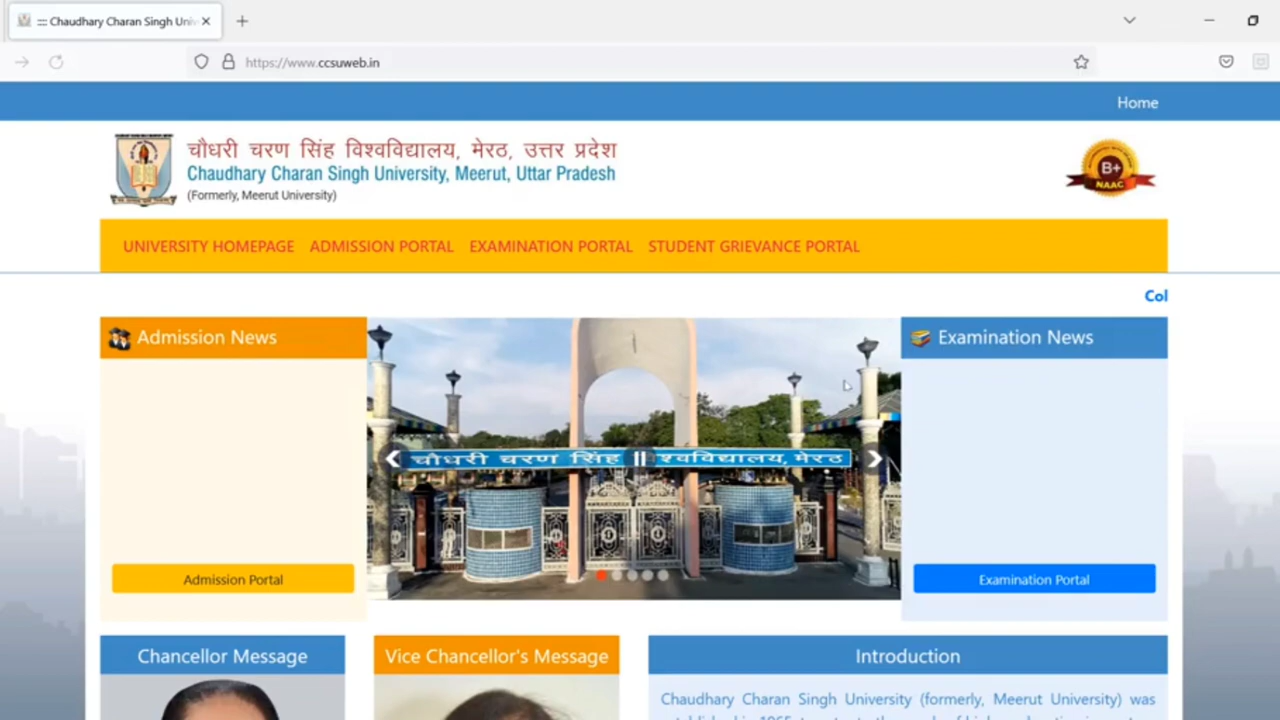 ::: Chaudhary Charan Singh Univ
https://www.ccsuweb.in
Home
चौधरी चरण सिंह विश्वविद्यालय, मेरठ, उत्तर प्रदेश
Chaudhary Charan Singh University, Meerut, Uttar Pradesh
(Formerly, Meerut University)
B+
NAAC
UNIVERSITY HOMEPAGE ADMISSION PORTAL EXAMINATION PORTAL STUDENT GRIEVANCE PORTAL
Col
Admission News
Examination News
चौधरी चरण सिंह श्वविद्यालय, मेरठ
Admission Portal
Examination Portal
Chancellor Message
Vice Chancellor's Message
Introduction
Chaudhary Charan Singh University (formerly, Meerut University) was